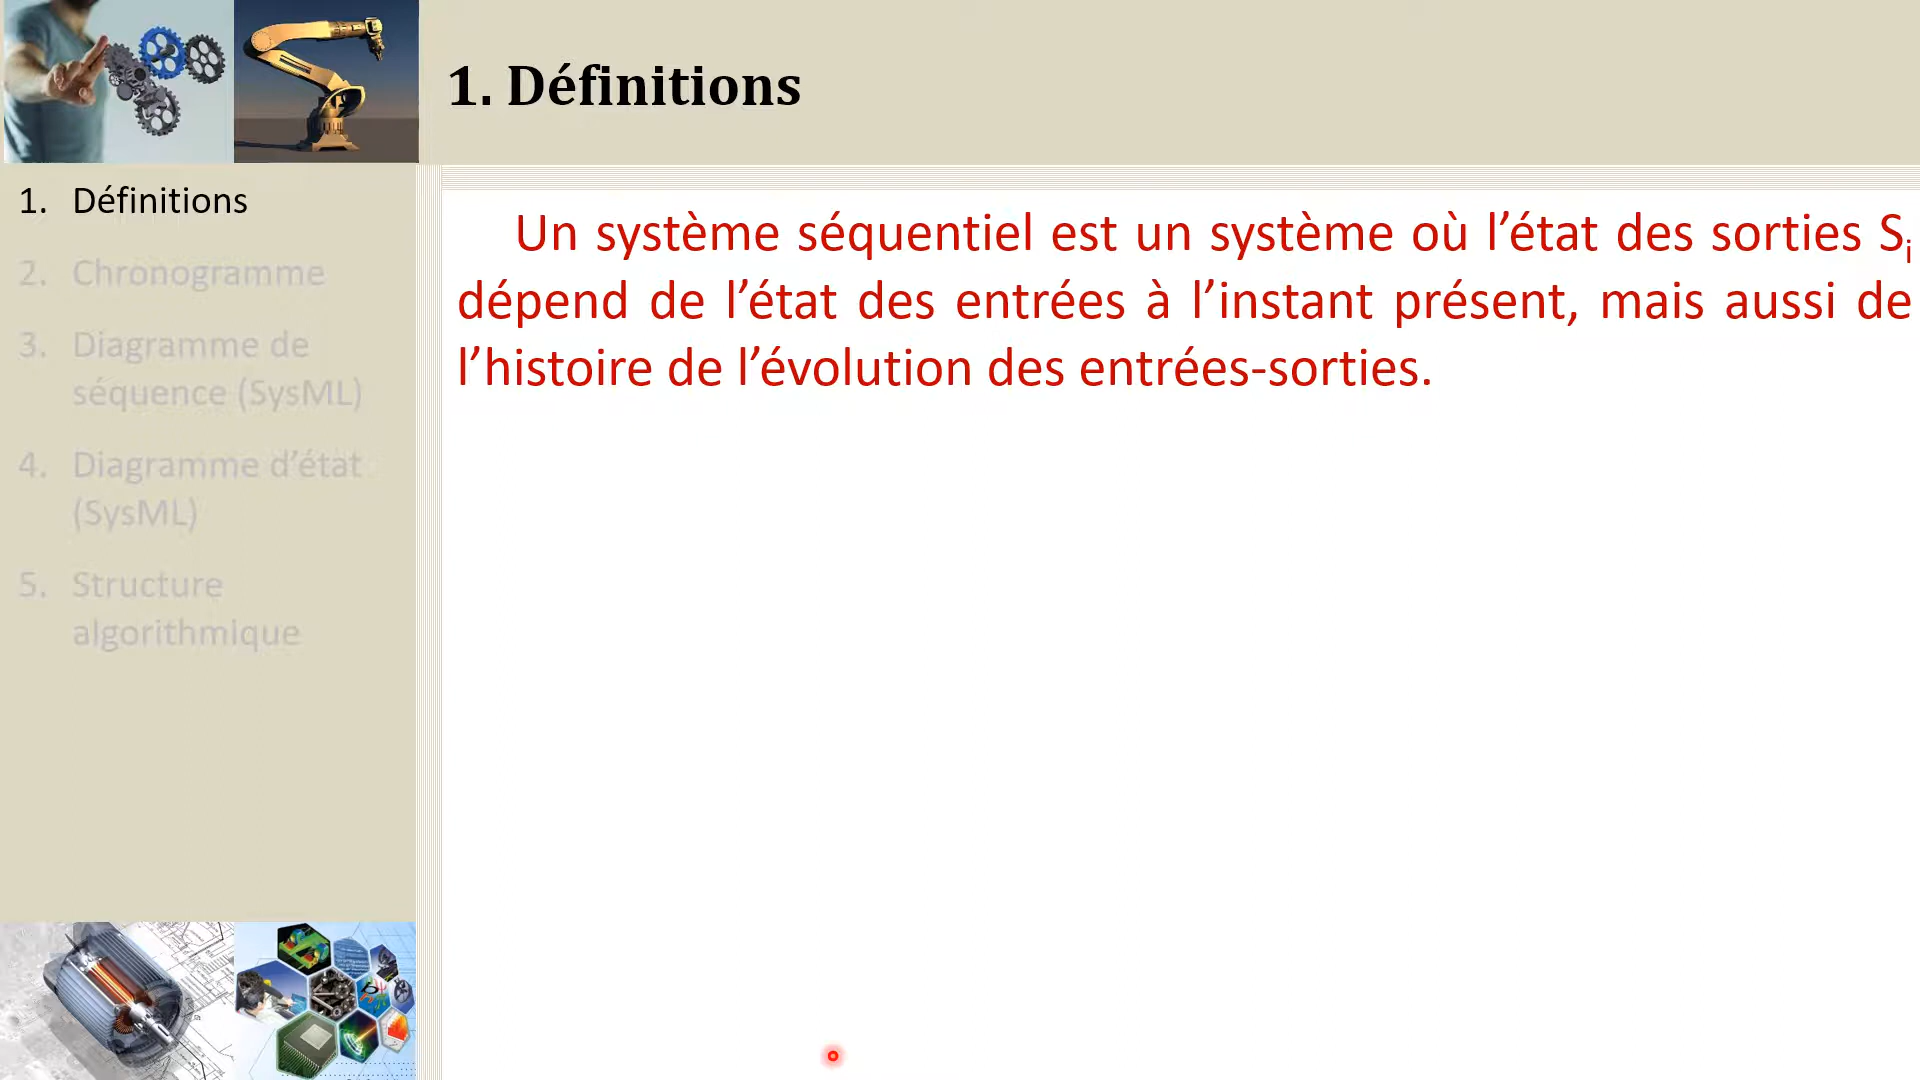 1. Définitions
1. Définitions
2. Chronogramme
3. Diagramme de
séquence (SysML)
4. Diagramme d’état
(SysML)
5. Structure
algorithmique
Un système séquentiel est un système où l’état des sorties Si
dépend de l’état des entrées à l’instant présent, mais aussi de
l’histoire de l’évolution des entrées-sorties.